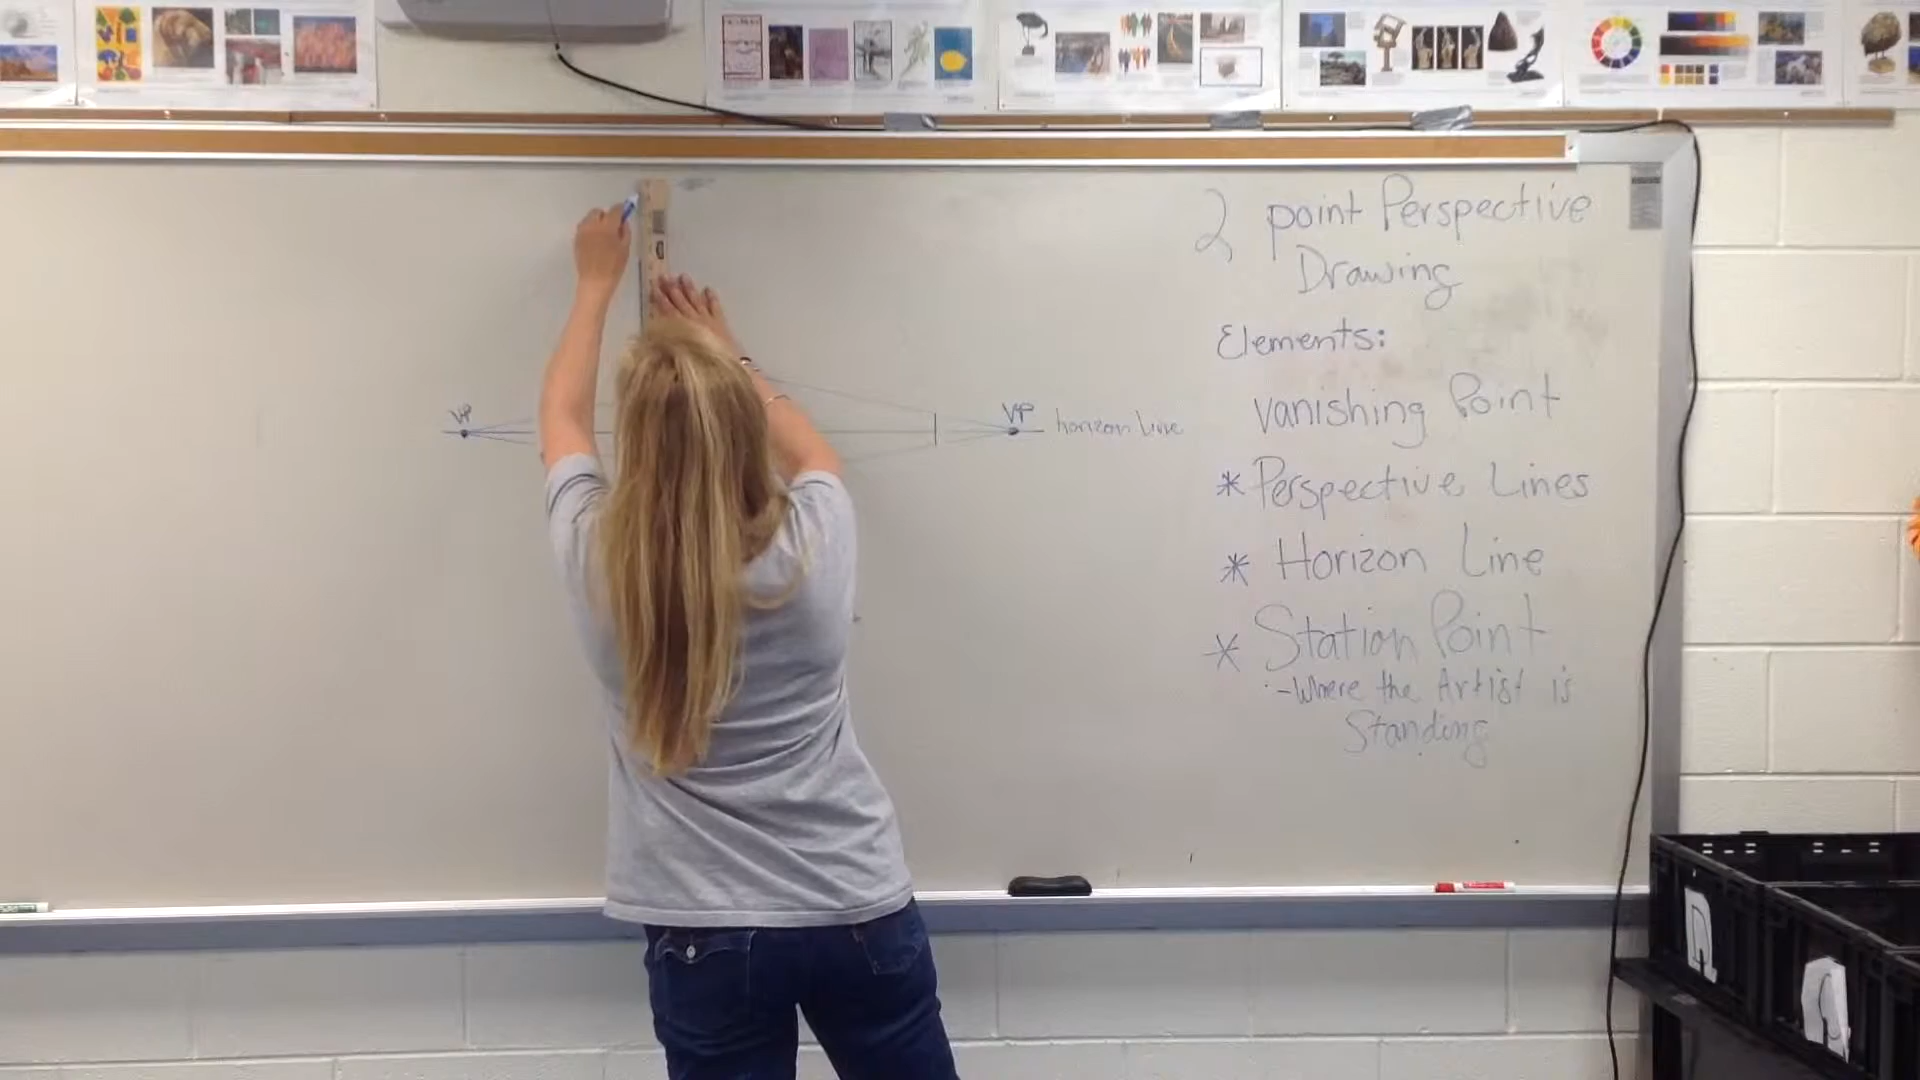 2 point Perspective
Drawing
Elements:
Vanishing Point
VP
VP horizon line
* Perspective Lines
* Horizon Line
* Station Point
- Where the Artist is
Standing